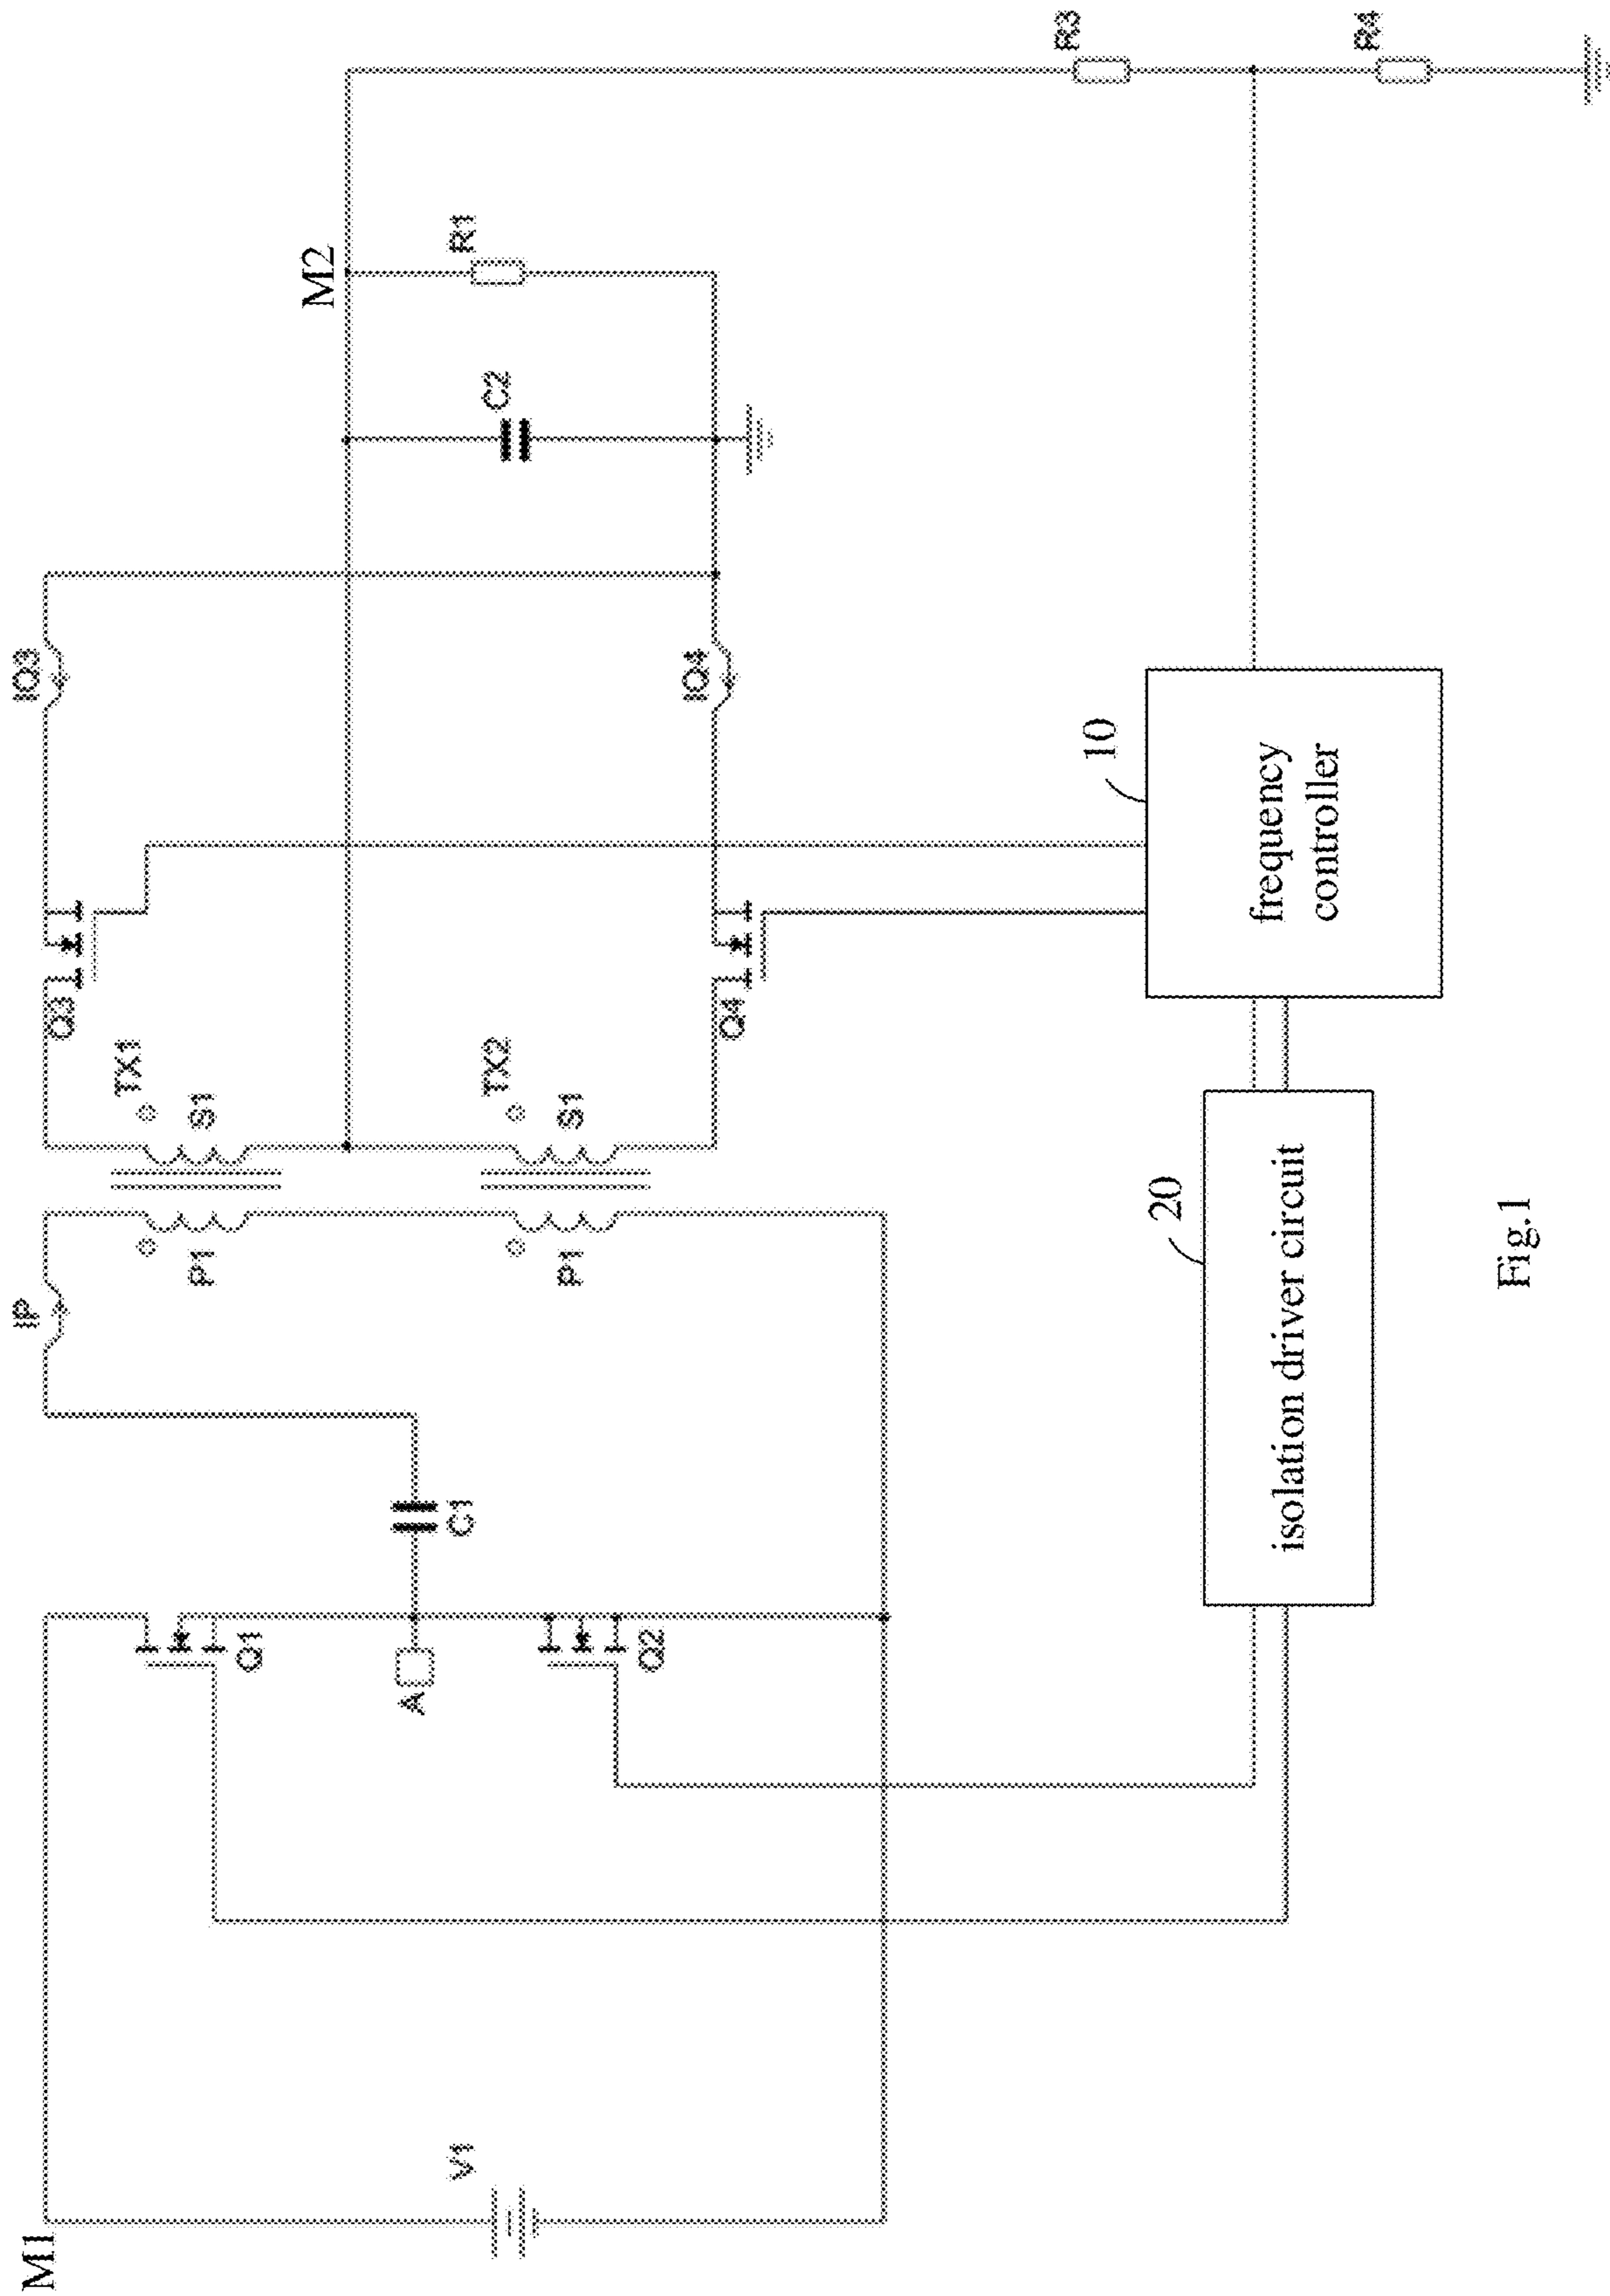 M1
V1
Q1
A
Q2
C1
IP
P1
P1
TX1
S1
TX2
S1
Q3
Q4
IQ3
IQ4
M2
C2
R1
R3
R4
20
isolation driver circuit
10
frequency
controller
Fig.1